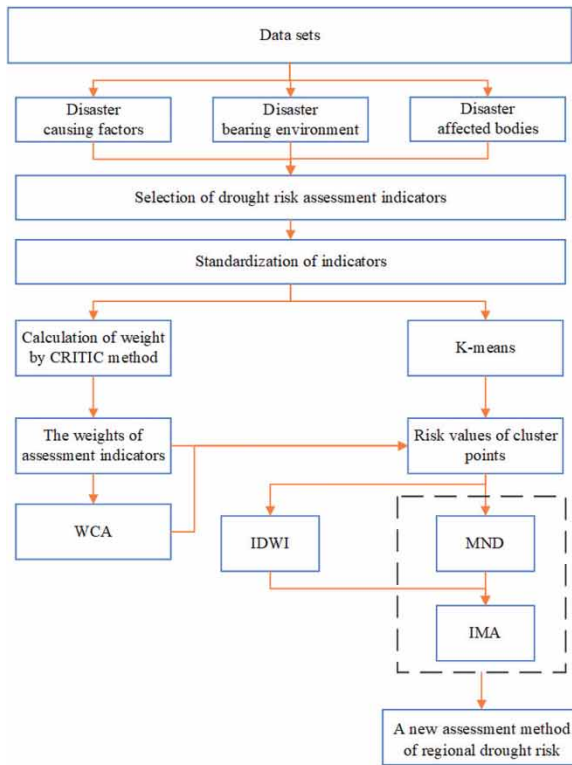 Data sets
Disaster
causing factors
Disaster
bearing environment
Disaster
affected bodies
Selection of drought risk assessment indicators
Standardization of indicators
Calculation of weight
by CRITIC method
K-means
The weights of
assessment indicators
Risk values of cluster
points
WCA
IDWI
MND
IMA
A new assessment method
of regional drought risk